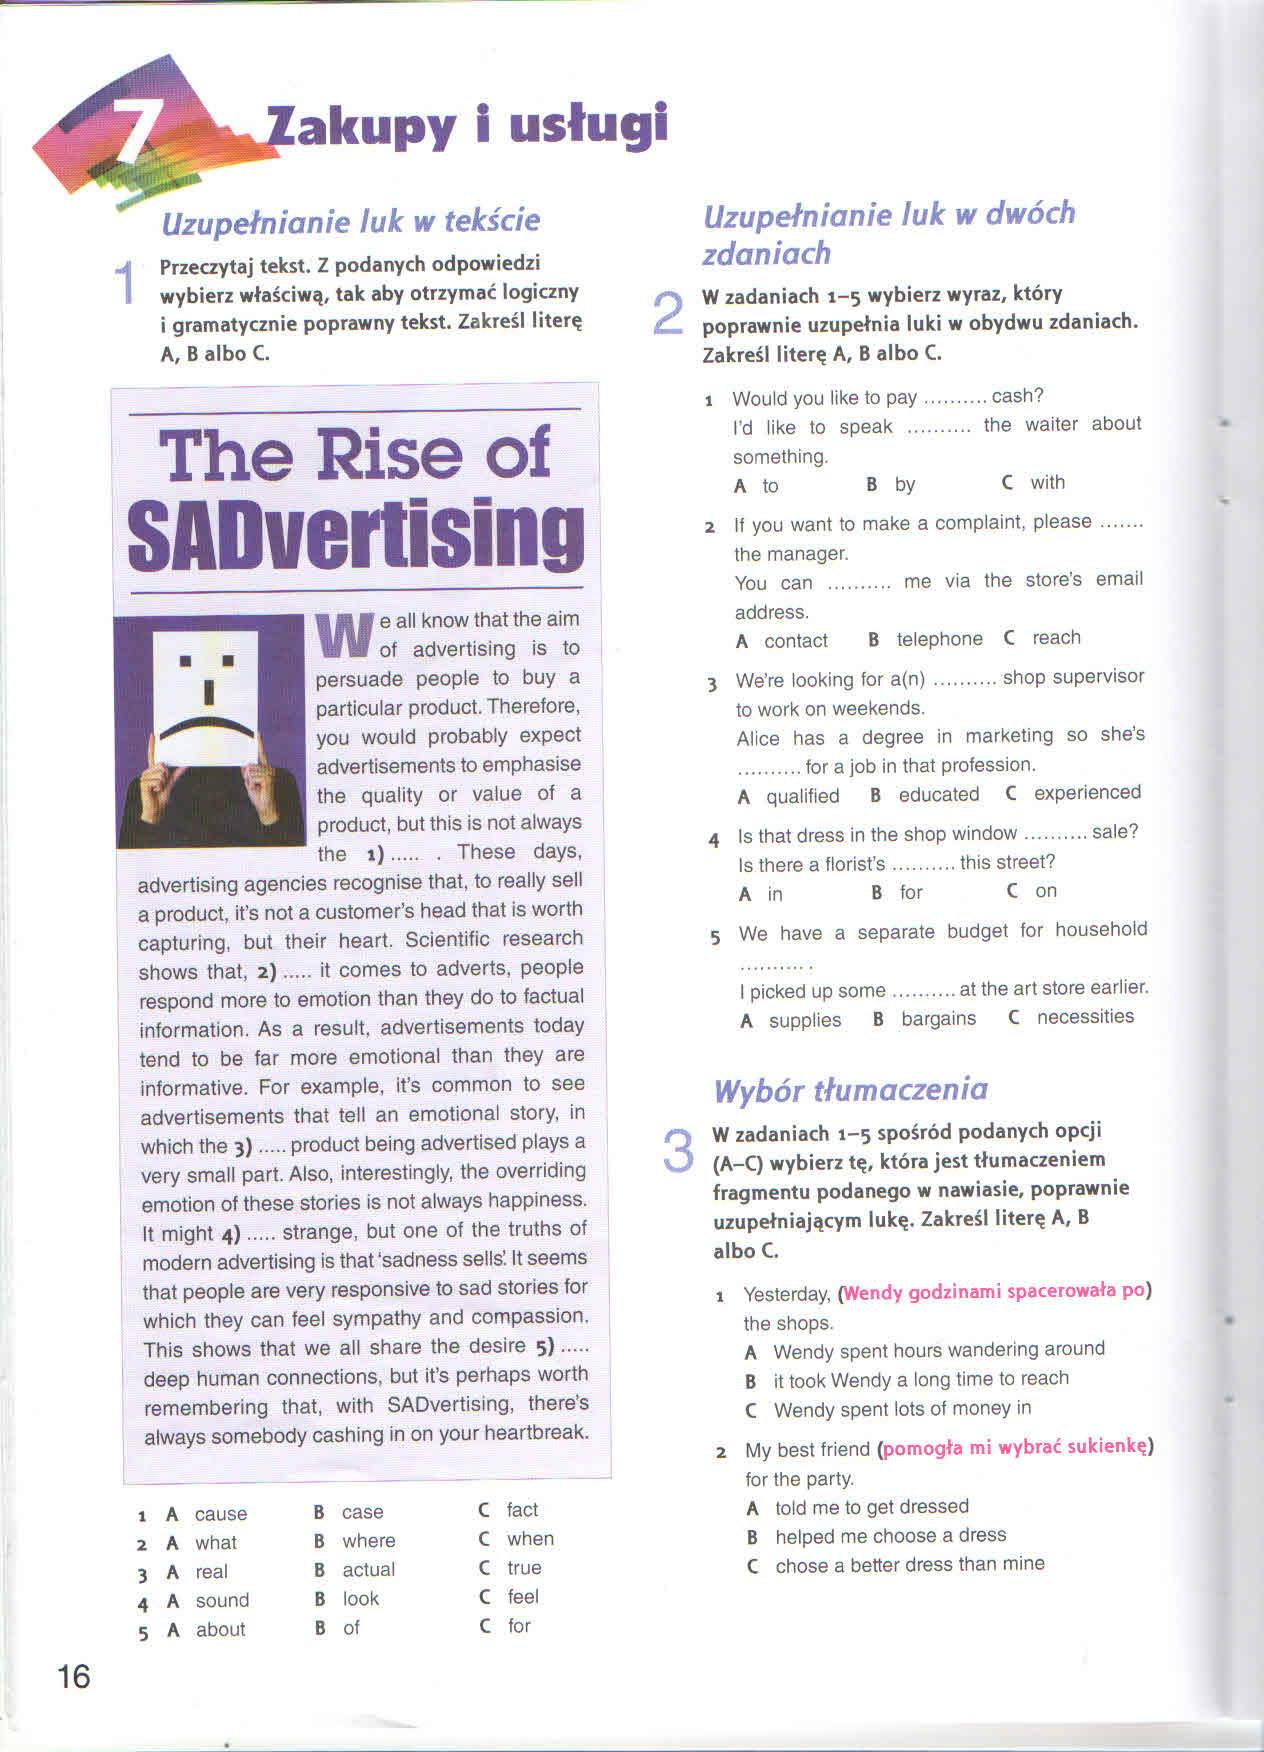 7 Zakupy i usługi
Uzupełnianie luk w tekście
1 Przeczytaj tekst. Z podanych odpowiedzi
wybierz właściwą, tak aby otrzymać logiczny
i gramatycznie poprawny tekst. Zakreśl literę
A, B albo C.
The Rise of
SADvertising
We all know that the aim
of advertising is to
persuade people to buy a
particular product. Therefore,
you would probably expect
advertisements to emphasise
the quality or value of a
product, but this is not always
the 1) ..... . These days,
advertising agencies recognise that, to really sell
a product, it's not a customer's head that is worth
capturing, but their heart. Scientific research
shows that, 2) ..... it comes to adverts, people
respond more to emotion than they do to factual
information. As a result, advertisements today
tend to be far more emotional than they are
informative. For example, it's common to see
advertisements that tell an emotional story, in
which the 3) ..... product being advertised plays a
very small part. Also, interestingly, the overriding
emotion of these stories is not always happiness.
It might 4) ..... strange, but one of the truths of
modern advertising is that 'sadness sells'. It seems
that people are very responsive to sad stories for
which they can feel sympathy and compassion.
This shows that we all share the desire 5) .....
deep human connections, but it's perhaps worth
remembering that, with SADvertising, there's
always somebody cashing in on your heartbreak.
1 A cause B case C fact
2 A what B where C when
3 A real B actual C true
4 A sound B look C feel
5 A about B of C for
16
Uzupełnianie luk w dwóch
zdaniach
2 W zadaniach 1–5 wybierz wyraz, który
poprawnie uzupełnia luki w obydwu zdaniach.
Zakreśl literę A, B albo C.
1 Would you like to pay .......... cash?
I'd like to speak .......... the waiter about
something.
A to B by C with
2 If you want to make a complaint, please .......
the manager.
You can .......... me via the store's email
address.
A contact B telephone C reach
3 We're looking for a(n) .......... shop supervisor
to work on weekends.
Alice has a degree in marketing so she's
.......... for a job in that profession.
A qualified B educated C experienced
4 Is that dress in the shop window .......... sale?
Is there a florist's .......... this street?
A in B for C on
5 We have a separate budget for household
.......... .
I picked up some .......... at the art store earlier.
A supplies B bargains C necessities
Wybór tłumaczenia
3 W zadaniach 1–5 spośród podanych opcji
(A–C) wybierz tę, która jest tłumaczeniem
fragmentu podanego w nawiasie, poprawnie
uzupełniającym lukę. Zakreśl literę A, B
albo C.
1 Yesterday, (Wendy godzinami spacerowała po)
the shops.
A Wendy spent hours wandering around
B it took Wendy a long time to reach
C Wendy spent lots of money in
2 My best friend (pomogła mi wybrać sukienkę)
for the party.
A told me to get dressed
B helped me choose a dress
C chose a better dress than mine